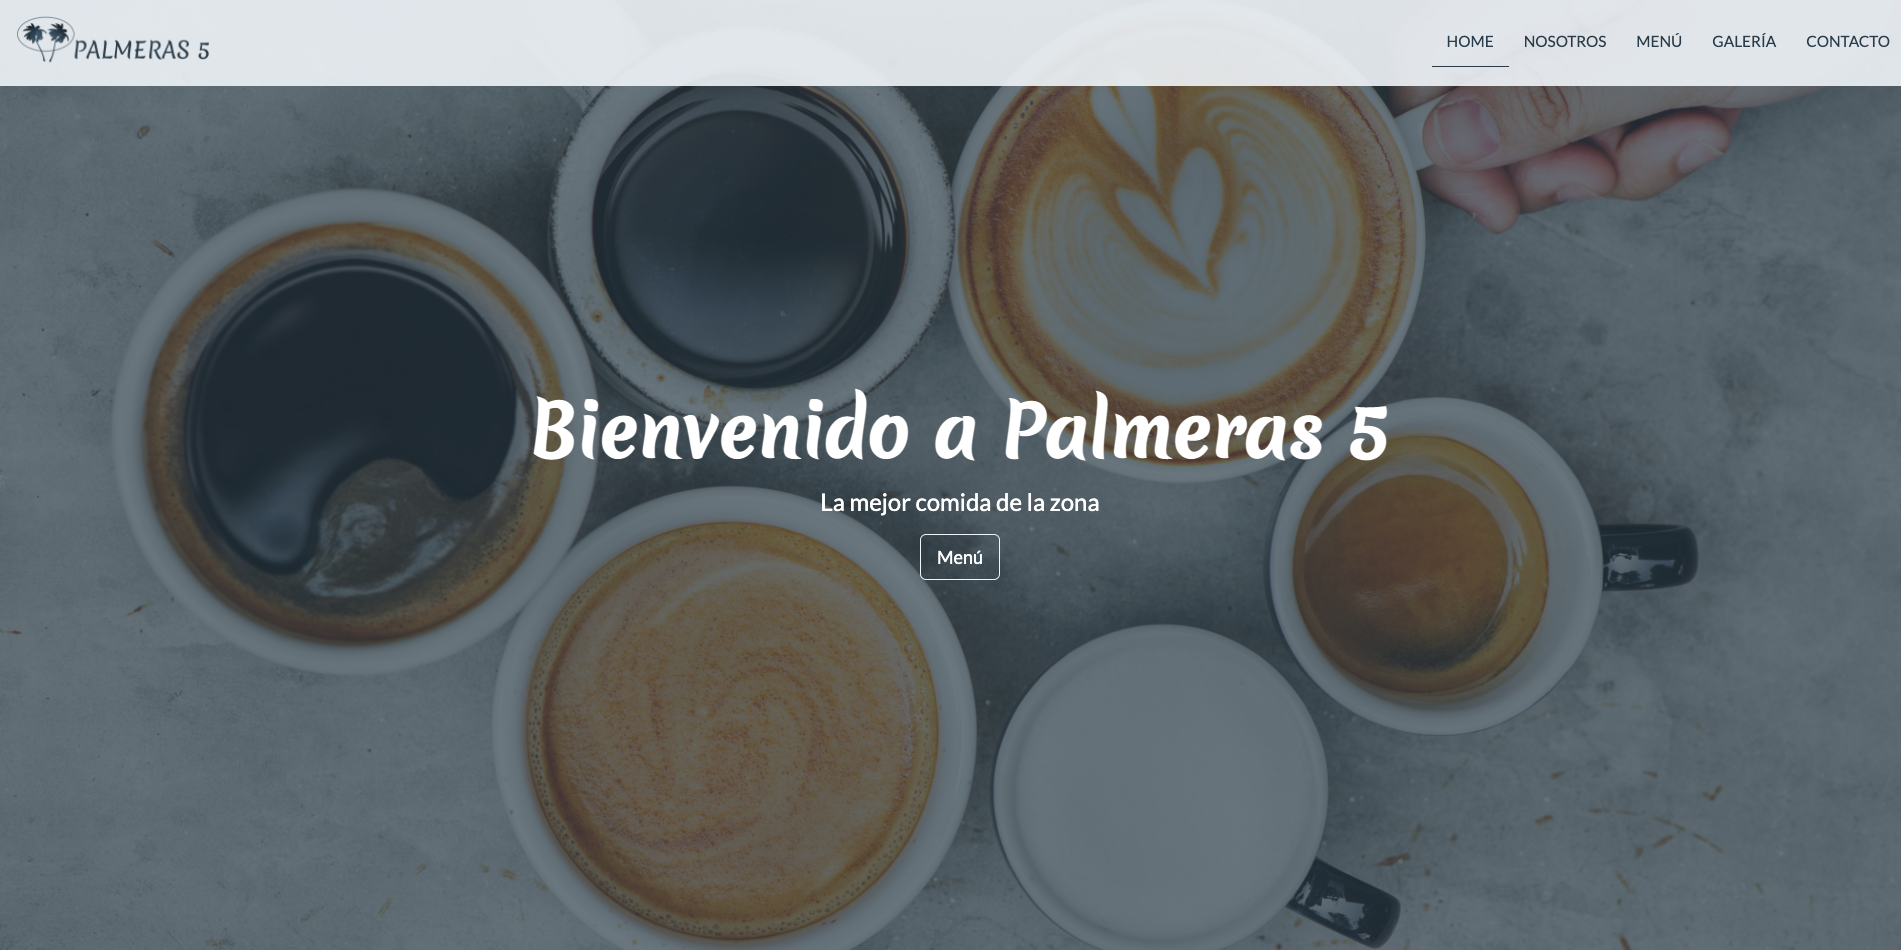 PALMERAS 5
HOME NOSOTROS MENÚ GALERÍA CONTACTO
Bienvenido a Palmeras 5
La mejor comida de la zona
Menú